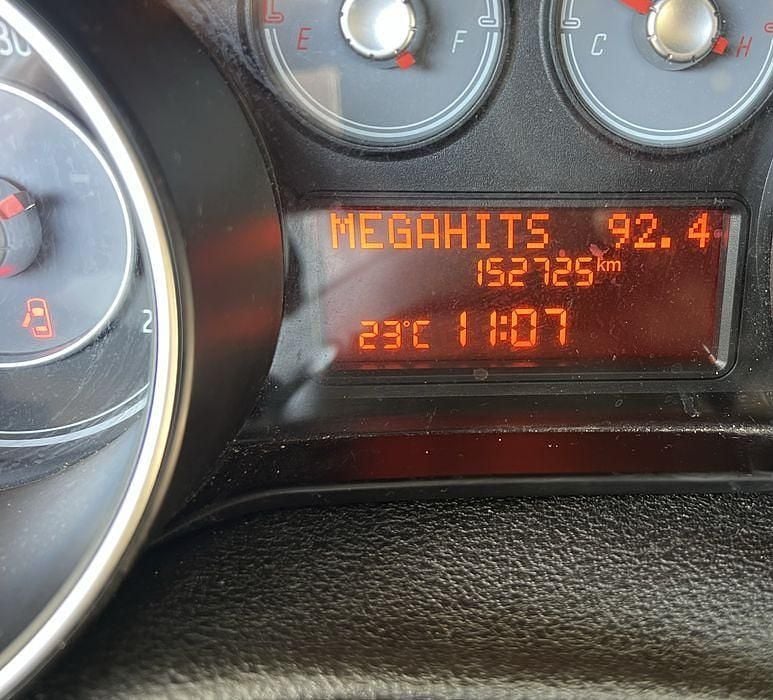 E F
C H
MEGAHITS 92.4
152725km
23°C 11:07